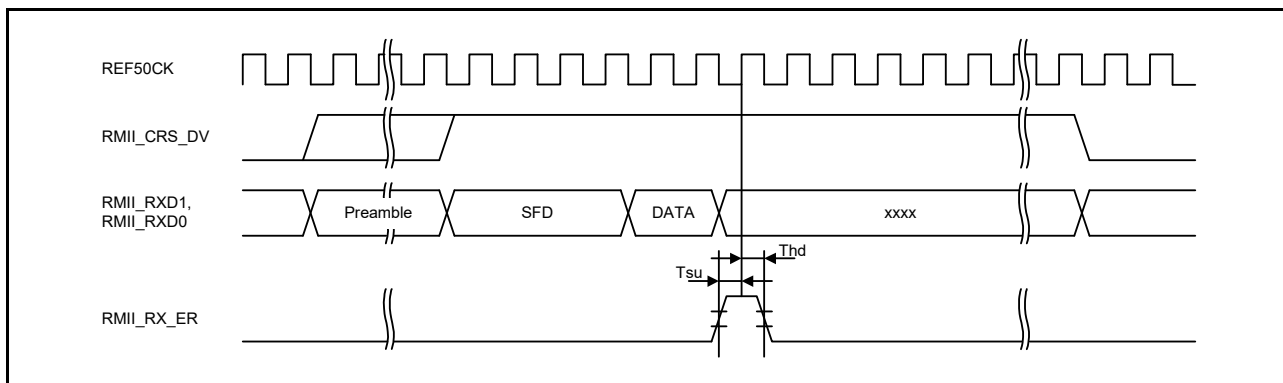 REF50CK
RMII_CRS_DV
RMII_RXD1,
RMII_RXD0
Preamble SFD DATA xxxx
Thd
Tsu
RMII_RX_ER